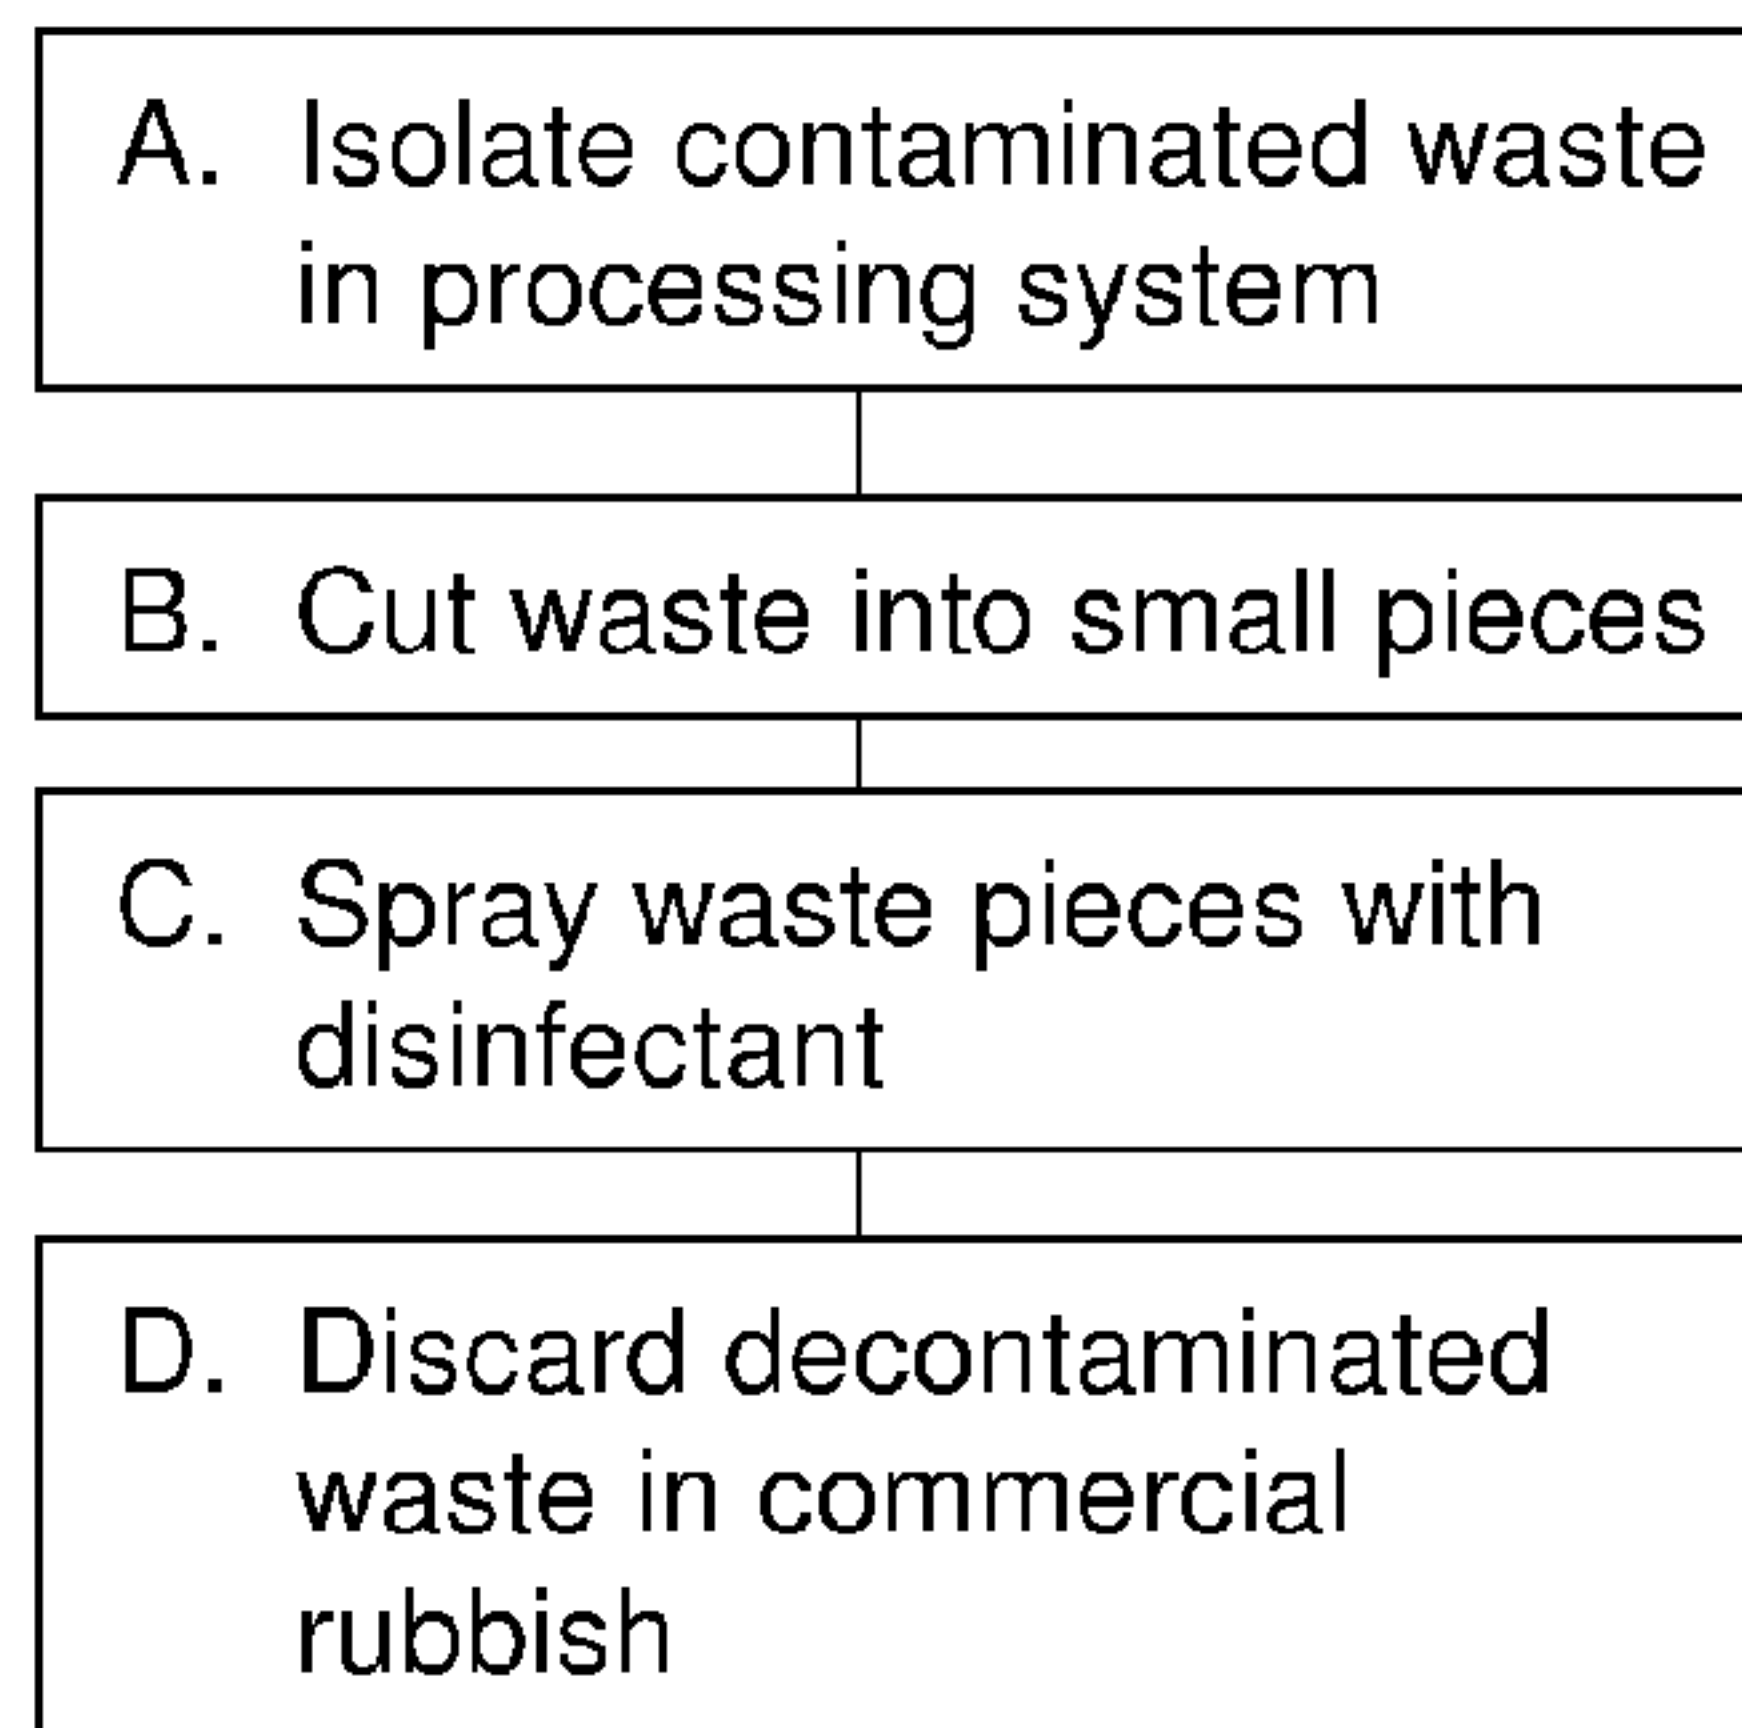 A. Isolate contaminated waste
in processing system
B. Cut waste into small pieces
C. Spray waste pieces with
disinfectant
D. Discard decontaminated
waste in commercial
rubbish